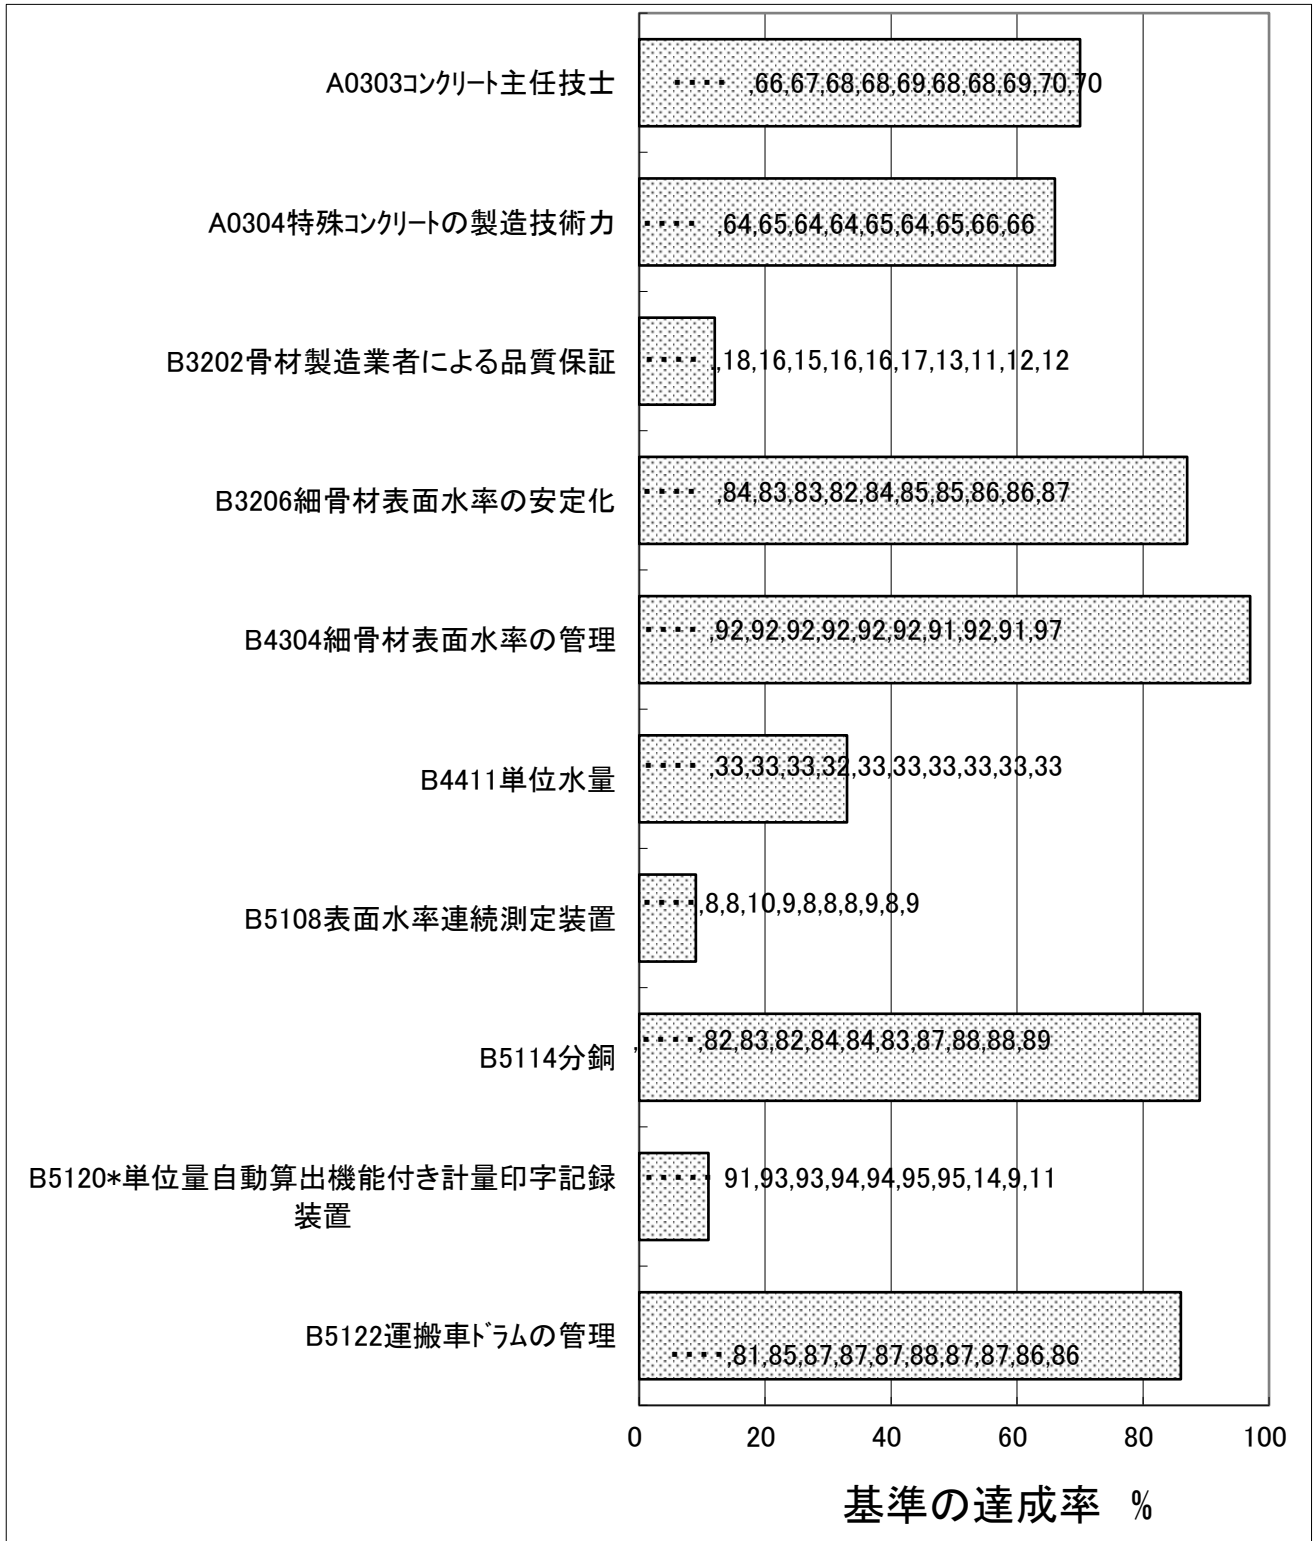 A0303コンクリート主任技士
‥‥ ,66,67,68,68,69,68,68,69,70,70
A0304特殊コンクリートの製造技術力
‥‥ ,64,65,64,64,65,64,65,66,66
B3202骨材製造業者による品質保証
‥‥ ,18,16,15,16,16,17,13,11,12,12
B3206細骨材表面水率の安定化
‥‥ ,84,83,83,82,84,85,85,86,86,87
B4304細骨材表面水率の管理
‥‥ ,92,92,92,92,92,92,91,92,91,97
B4411単位水量
‥‥ ,33,33,33,32,33,33,33,33,33,33
B5108表面水率連続測定装置
‥‥,8,8,10,9,8,8,8,9,8,9
B5114分銅
,‥‥,82,83,82,84,84,83,87,88,88,89
B5120*単位量自動算出機能付き計量印字記録
装置
‥‥‥ 91,93,93,94,94,95,95,14,9,11
B5122運搬車ドラムの管理
‥‥,81,85,87,87,87,88,87,87,86,86
0 20 40 60 80 100
基準の達成率 %